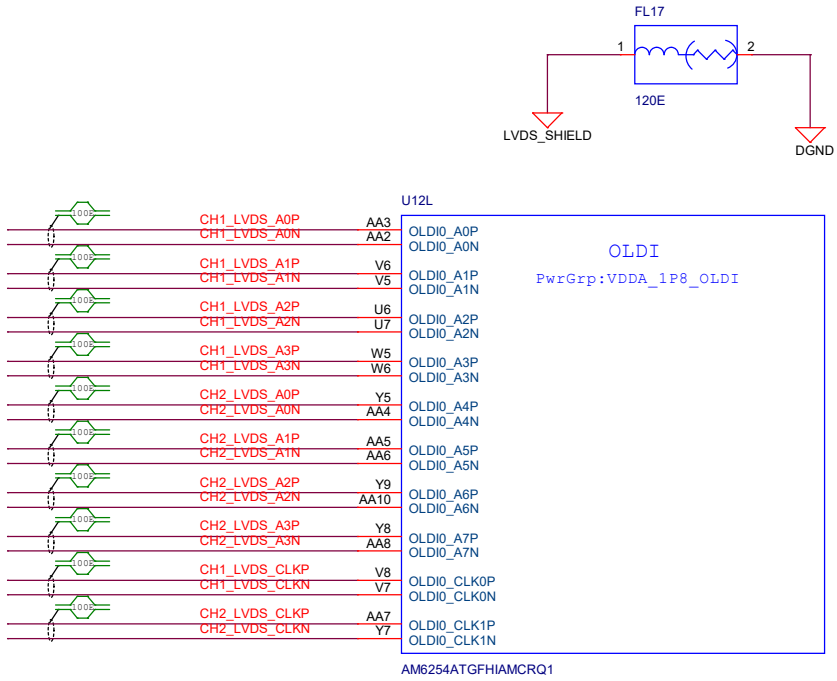 FL17
1 2
120E
LVDS_SHIELD
DGND
U12L
OLDI
PwrGrp:VDDA_1P8_OLDI
100E CH1_LVDS_A0P AA3 OLDI0_A0P
CH1_LVDS_A0N AA2 OLDI0_A0N
100E CH1_LVDS_A1P V6 OLDI0_A1P
CH1_LVDS_A1N V5 OLDI0_A1N
100E CH1_LVDS_A2P U6 OLDI0_A2P
CH1_LVDS_A2N U7 OLDI0_A2N
100E CH1_LVDS_A3P W5 OLDI0_A3P
CH1_LVDS_A3N W6 OLDI0_A3N
100E CH2_LVDS_A0P Y5 OLDI0_A4P
CH2_LVDS_A0N AA4 OLDI0_A4N
100E CH2_LVDS_A1P AA5 OLDI0_A5P
CH2_LVDS_A1N AA6 OLDI0_A5N
100E CH2_LVDS_A2P Y9 OLDI0_A6P
CH2_LVDS_A2N AA10 OLDI0_A6N
100E CH2_LVDS_A3P Y8 OLDI0_A7P
CH2_LVDS_A3N AA8 OLDI0_A7N
100E CH1_LVDS_CLKP V8 OLDI0_CLK0P
CH1_LVDS_CLKN V7 OLDI0_CLK0N
100E CH2_LVDS_CLKP AA7 OLDI0_CLK1P
CH2_LVDS_CLKN Y7 OLDI0_CLK1N
AM6254ATGFHIAMCRQ1